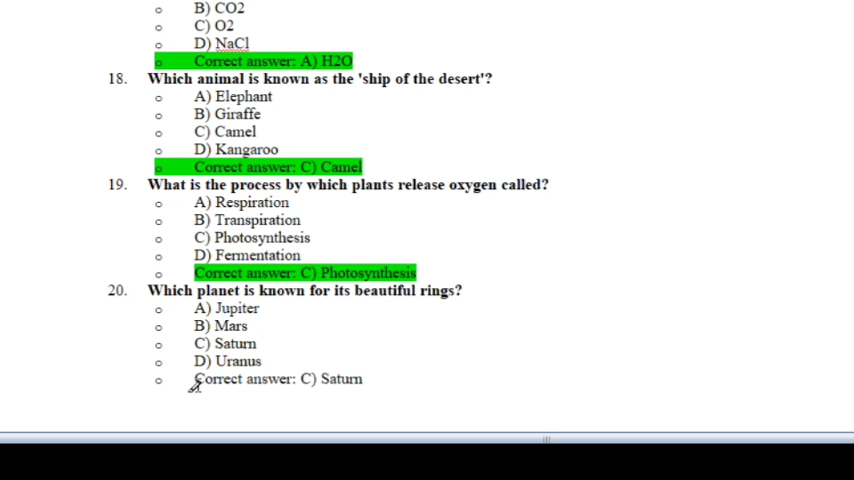 o B) CO2
o C) O2
o D) NaCl
o Correct answer: A) H2O
18. Which animal is known as the 'ship of the desert'?
o A) Elephant
o B) Giraffe
o C) Camel
o D) Kangaroo
o Correct answer: C) Camel
19. What is the process by which plants release oxygen called?
o A) Respiration
o B) Transpiration
o C) Photosynthesis
o D) Fermentation
o Correct answer: C) Photosynthesis
20. Which planet is known for its beautiful rings?
o A) Jupiter
o B) Mars
o C) Saturn
o D) Uranus
o Correct answer: C) Saturn